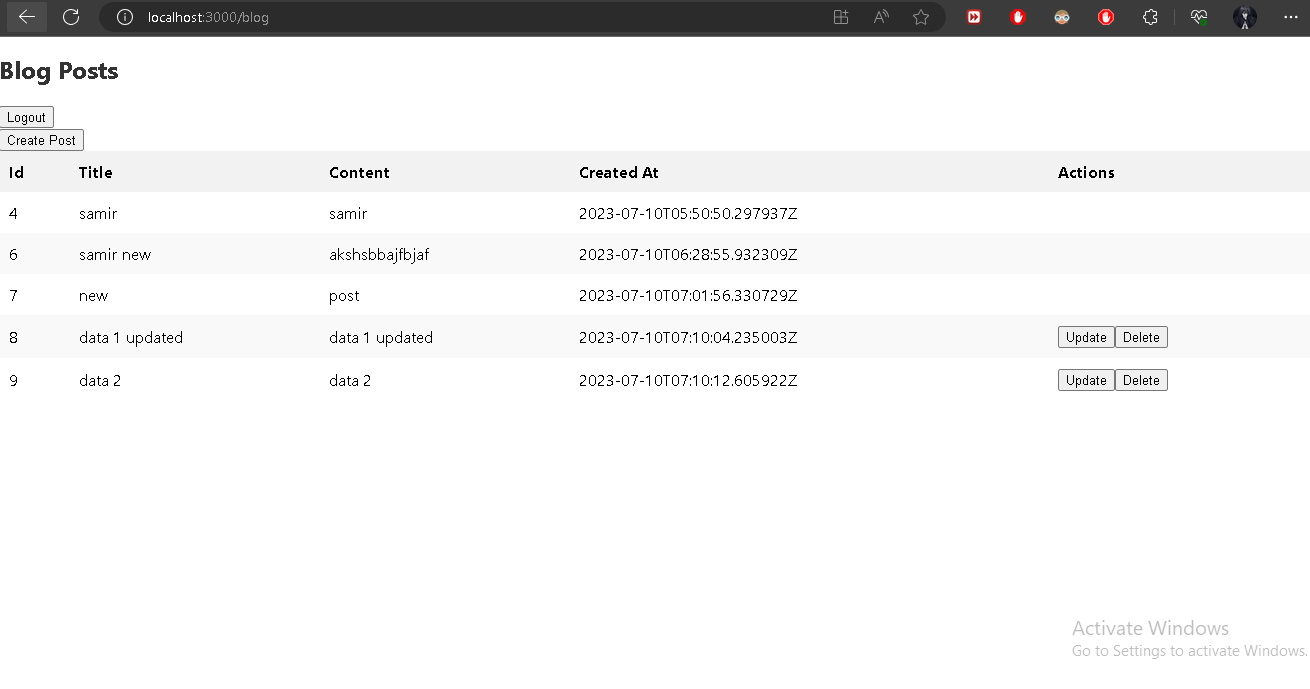 localhost:3000/blog
Blog Posts
Logout
Create Post
Id Title Content Created At Actions
4 samir samir 2023-07-10T05:50:50.297937Z
6 samir new akshsbbajfbjaf 2023-07-10T06:28:55.932309Z
7 new post 2023-07-10T07:01:56.330729Z
8 data 1 updated data 1 updated 2023-07-10T07:10:04.235003Z Update Delete
9 data 2 data 2 2023-07-10T07:10:12.605922Z Update Delete
Activate Windows
Go to Settings to activate Windows.